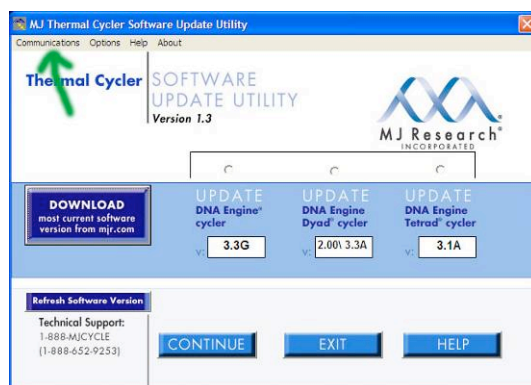 MJ Thermal Cycler Software Update Utility
Communications Options Help About
Thermal Cycler
SOFTWARE
UPDATE UTILITY
Version 1.3
MJ Research®
INCORPORATED
DOWNLOAD
most current software
version from mjr.com
UPDATE
DNA Engine®
cycler
v: 3.3G
UPDATE
DNA Engine
Dyad® cycler
v: 2.00\ 3.3A
UPDATE
DNA Engine
Tetrad® cycler
v: 3.1A
Refresh Software Version
Technical Support:
1-888-MJCYCLE
(1-888-652-9253)
CONTINUE
EXIT
HELP